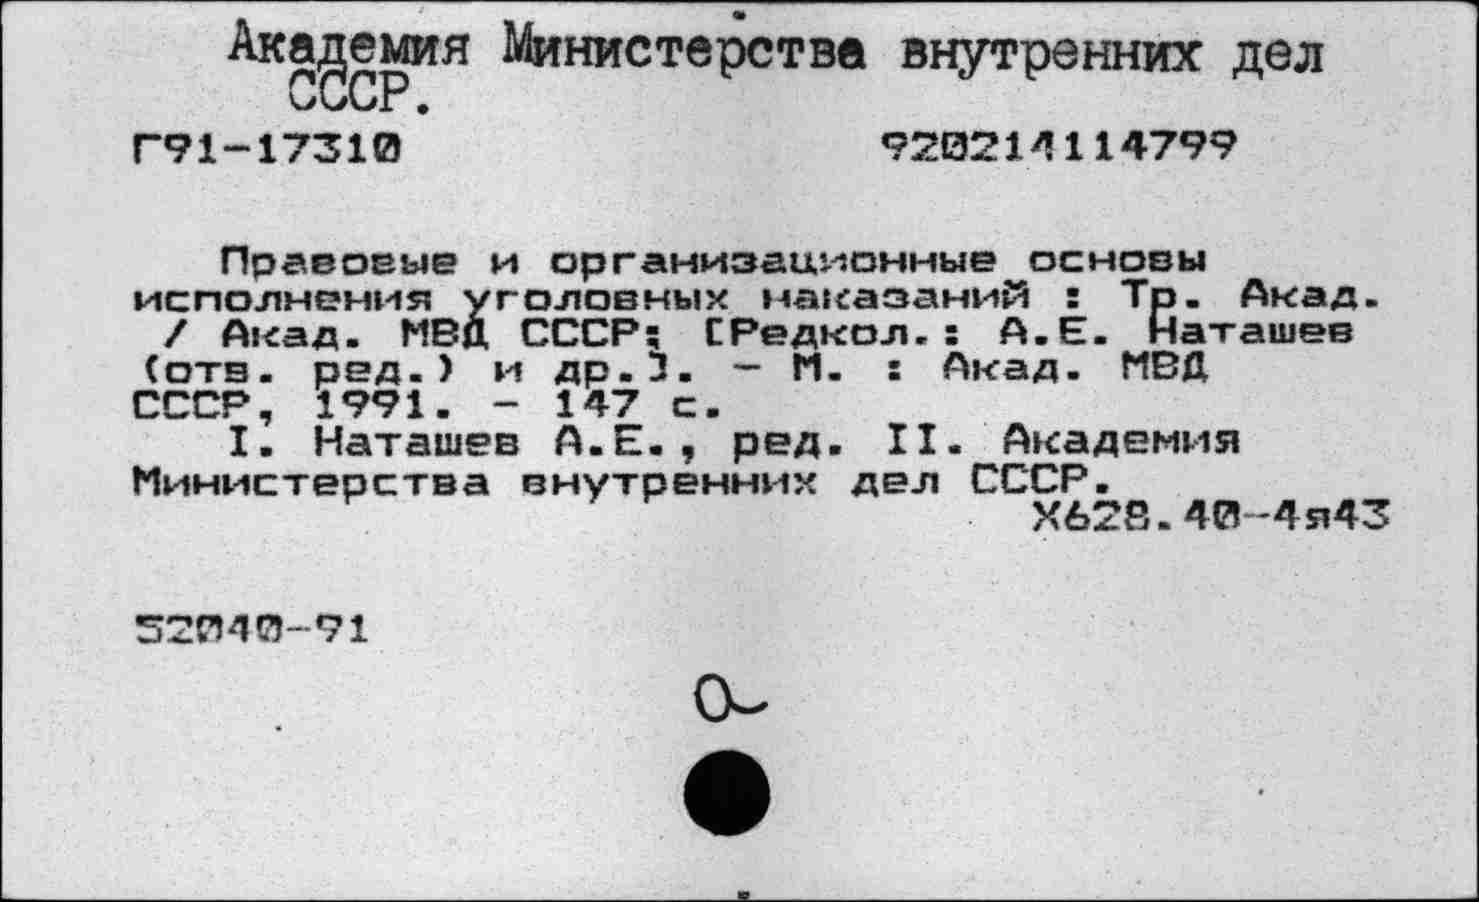 Академия Министерства внутренних дел
СССР.
Г91-17310 920214114799
Правовые и организационные основы
исполнения уголовных наказаний : Тр. Акад.
/ Акад. МВД СССР; [Редкол.: А.Е. Наташев
(отв. ред.) и др.]. - М. : Акад. МВД
СССР, 1991. - 147 с.
I. Наташев А.Е., ред. II. Академия
Министерства внутренних дел СССР.
Х628.40-4я43
52040-91